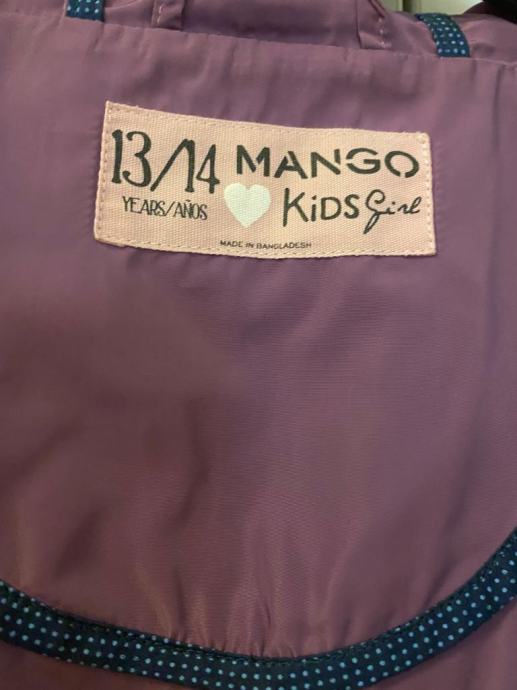 13/14 MANGO
YEARS/AÑOS KiDS Girl
MADE IN BANGLADESH